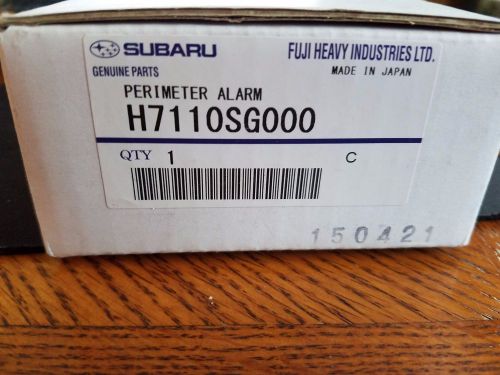 SUBARU FUJI HEAVY INDUSTRIES LTD.
GENUINE PARTS MADE IN JAPAN
PERIMETER ALARM
H7110SG000
QTY 1 C
150421